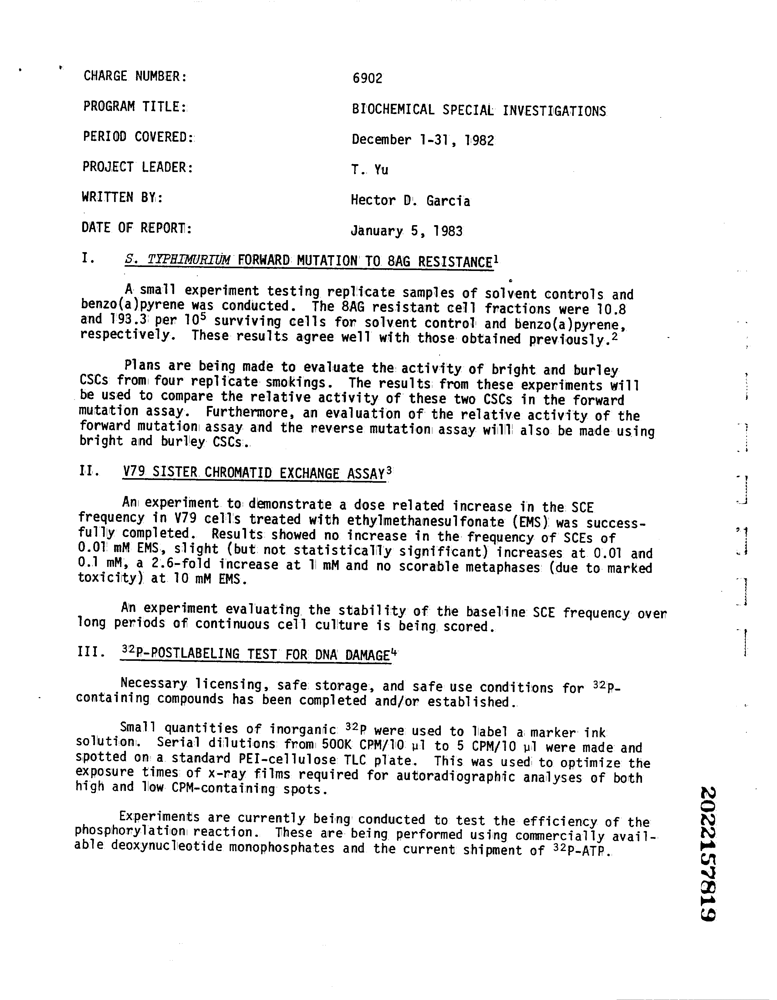 CHARGE NUMBER: 6902
PROGRAM TITLE: BIOCHEMICAL SPECIAL INVESTIGATIONS
PERIOD COVERED: December 1-31, 1982
PROJECT LEADER: T. Yu
WRITTEN BY: Hector D. Garcia
DATE OF REPORT: January 5, 1983
I. S. TYPHIMURIUM FORWARD MUTATION TO 8AG RESISTANCE¹
A small experiment testing replicate samples of solvent controls and
benzo(a)pyrene was conducted. The 8AG resistant cell fractions were 10.8
and 193.3 per 10⁵ surviving cells for solvent control and benzo(a)pyrene,
respectively. These results agree well with those obtained previously.²
Plans are being made to evaluate the activity of bright and burley
CSCs from four replicate smokings. The results from these experiments will
be used to compare the relative activity of these two CSCs in the forward
mutation assay. Furthermore, an evaluation of the relative activity of the
forward mutation assay and the reverse mutation assay will also be made using
bright and burley CSCs.
II. V79 SISTER CHROMATID EXCHANGE ASSAY³
An experiment to demonstrate a dose related increase in the SCE
frequency in V79 cells treated with ethylmethanesulfonate (EMS) was success-
fully completed. Results showed no increase in the frequency of SCEs of
0.01 mM EMS, slight (but not statistically significant) increases at 0.01 and
0.1 mM, a 2.6-fold increase at 1 mM and no scorable metaphases (due to marked
toxicity) at 10 mM EMS.
An experiment evaluating the stability of the baseline SCE frequency over
long periods of continuous cell culture is being scored.
III. ³²P-POSTLABELING TEST FOR DNA DAMAGE⁴
Necessary licensing, safe storage, and safe use conditions for ³²P-
containing compounds has been completed and/or established.
Small quantities of inorganic ³²P were used to label a marker ink
solution. Serial dilutions from 500K CPM/10 µl to 5 CPM/10 µl were made and
spotted on a standard PEI-cellulose TLC plate. This was used to optimize the
exposure times of x-ray films required for autoradiographic analyses of both
high and low CPM-containing spots.
Experiments are currently being conducted to test the efficiency of the
phosphorylation reaction. These are being performed using commercially avail-
able deoxynucleotide monophosphates and the current shipment of ³²P-ATP.
2022157819